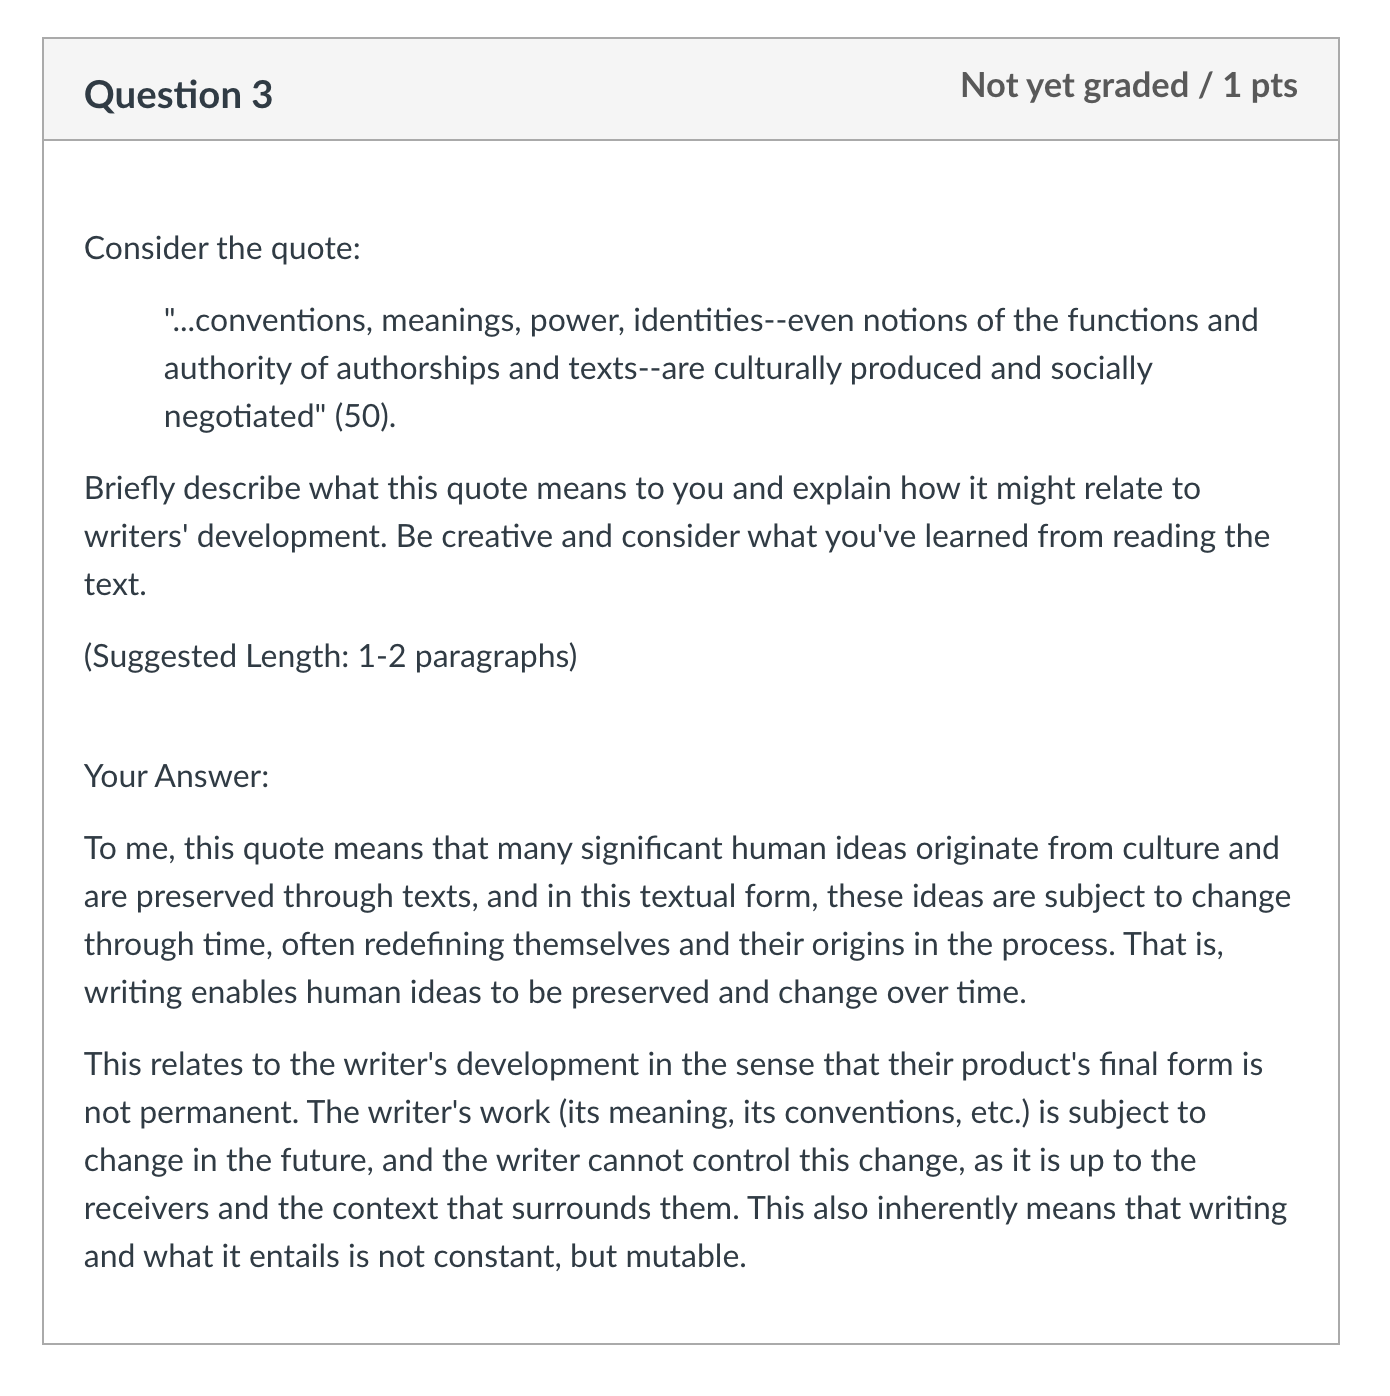 Question 3
Not yet graded / 1 pts
Consider the quote:
"...conventions, meanings, power, identities--even notions of the functions and
authority of authorships and texts--are culturally produced and socially
negotiated" (50).
Briefly describe what this quote means to you and explain how it might relate to
writers' development. Be creative and consider what you've learned from reading the
text.
(Suggested Length: 1-2 paragraphs)
Your Answer:
To me, this quote means that many significant human ideas originate from culture and
are preserved through texts, and in this textual form, these ideas are subject to change
through time, often redefining themselves and their origins in the process. That is,
writing enables human ideas to be preserved and change over time.
This relates to the writer's development in the sense that their product's final form is
not permanent. The writer's work (its meaning, its conventions, etc.) is subject to
change in the future, and the writer cannot control this change, as it is up to the
receivers and the context that surrounds them. This also inherently means that writing
and what it entails is not constant, but mutable.